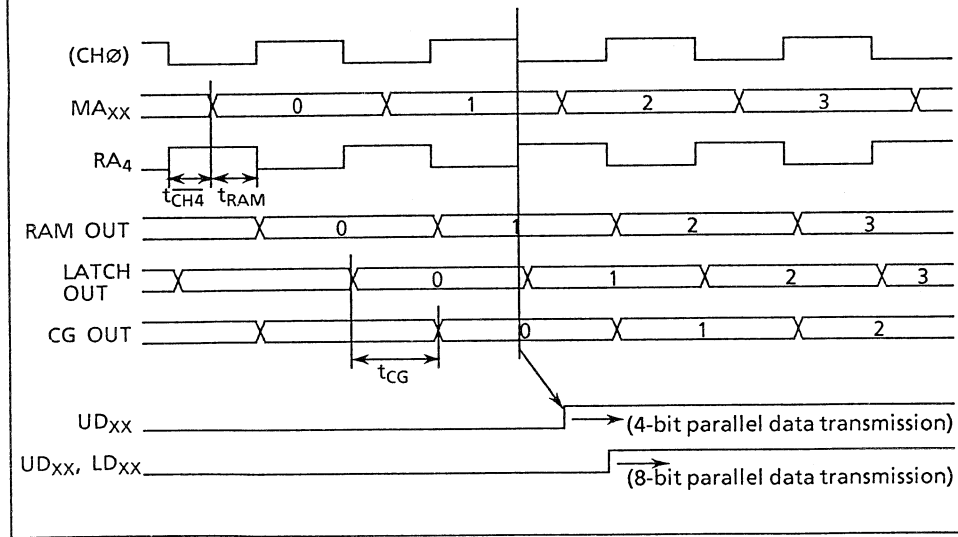 (CHØ)
MAXX 0 1 2 3
RA4
tCH4 tRAM
RAM OUT 0 1 2 3
LATCH OUT 0 1 2 3
CG OUT 0 1 2
tCG
UDXX (4-bit parallel data transmission)
UDXX, LDXX (8-bit parallel data transmission)